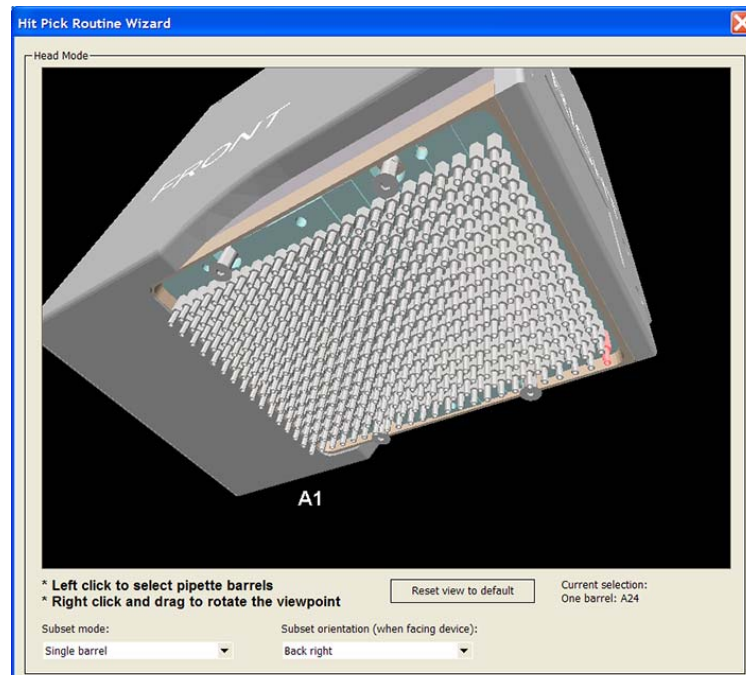 Hit Pick Routine Wizard
Head Mode
FRONT
A1
* Left click to select pipette barrels
* Right click and drag to rotate the viewpoint
Reset view to default
Current selection:
One barrel: A24
Subset mode:
Subset orientation (when facing device):
Single barrel
Back right